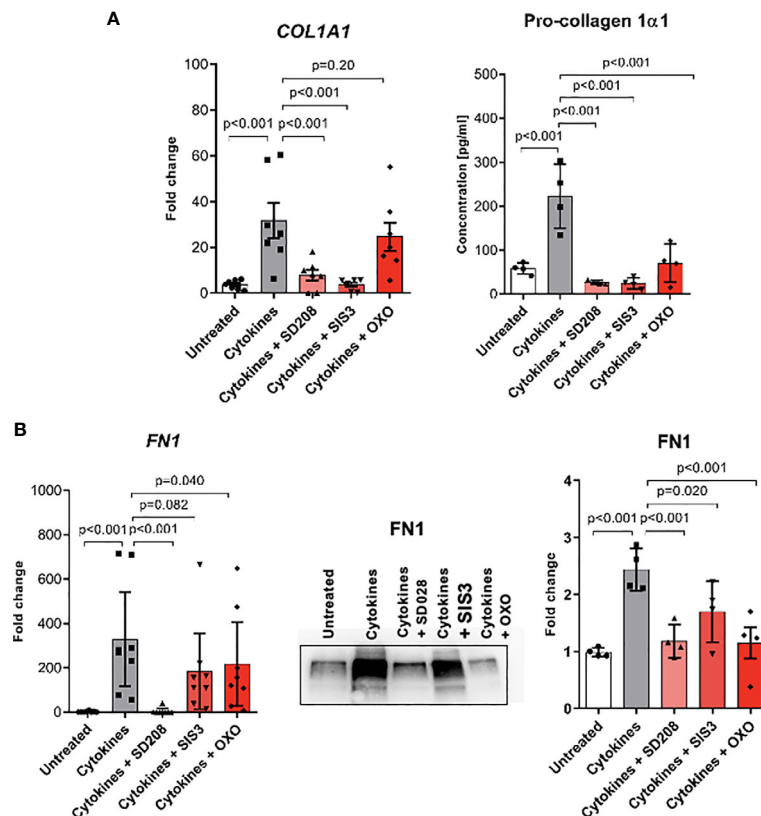 A
COL1A1
Fold change
100
80
60
40
20
0
p=0.20
p<0.001
p<0.001
p<0.001
Untreated
Cytokines
Cytokines + SD208
Cytokines + SIS3
Cytokines + OXO
Pro-collagen 1α1
Concentration [pg/ml]
500
400
300
200
100
0
p<0.001
p<0.001
p<0.001
p<0.001
Untreated
Cytokines
Cytokines + SD208
Cytokines + SIS3
Cytokines + OXO
B
FN1
Fold change
1000
800
600
400
200
0
p=0.040
p=0.082
p<0.001
p<0.001
Untreated
Cytokines
Cytokines + SD208
Cytokines + SIS3
Cytokines + OXO
FN1
Untreated
Cytokines
Cytokines
+ SD028
Cytokines
+ SIS3
Cytokines
+ OXO
FN1
Fold change
4
3
2
1
0
p<0.001
p=0.020
p<0.001
p<0.001
Untreated
Cytokines
Cytokines + SD208
Cytokines + SIS3
Cytokines + OXO